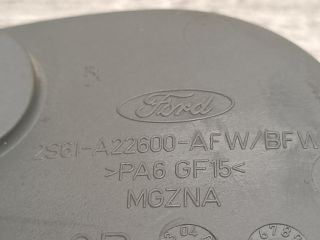 Ford
2S61-A22600-AFW/BFW
>PA6 GF15<
MGZNA